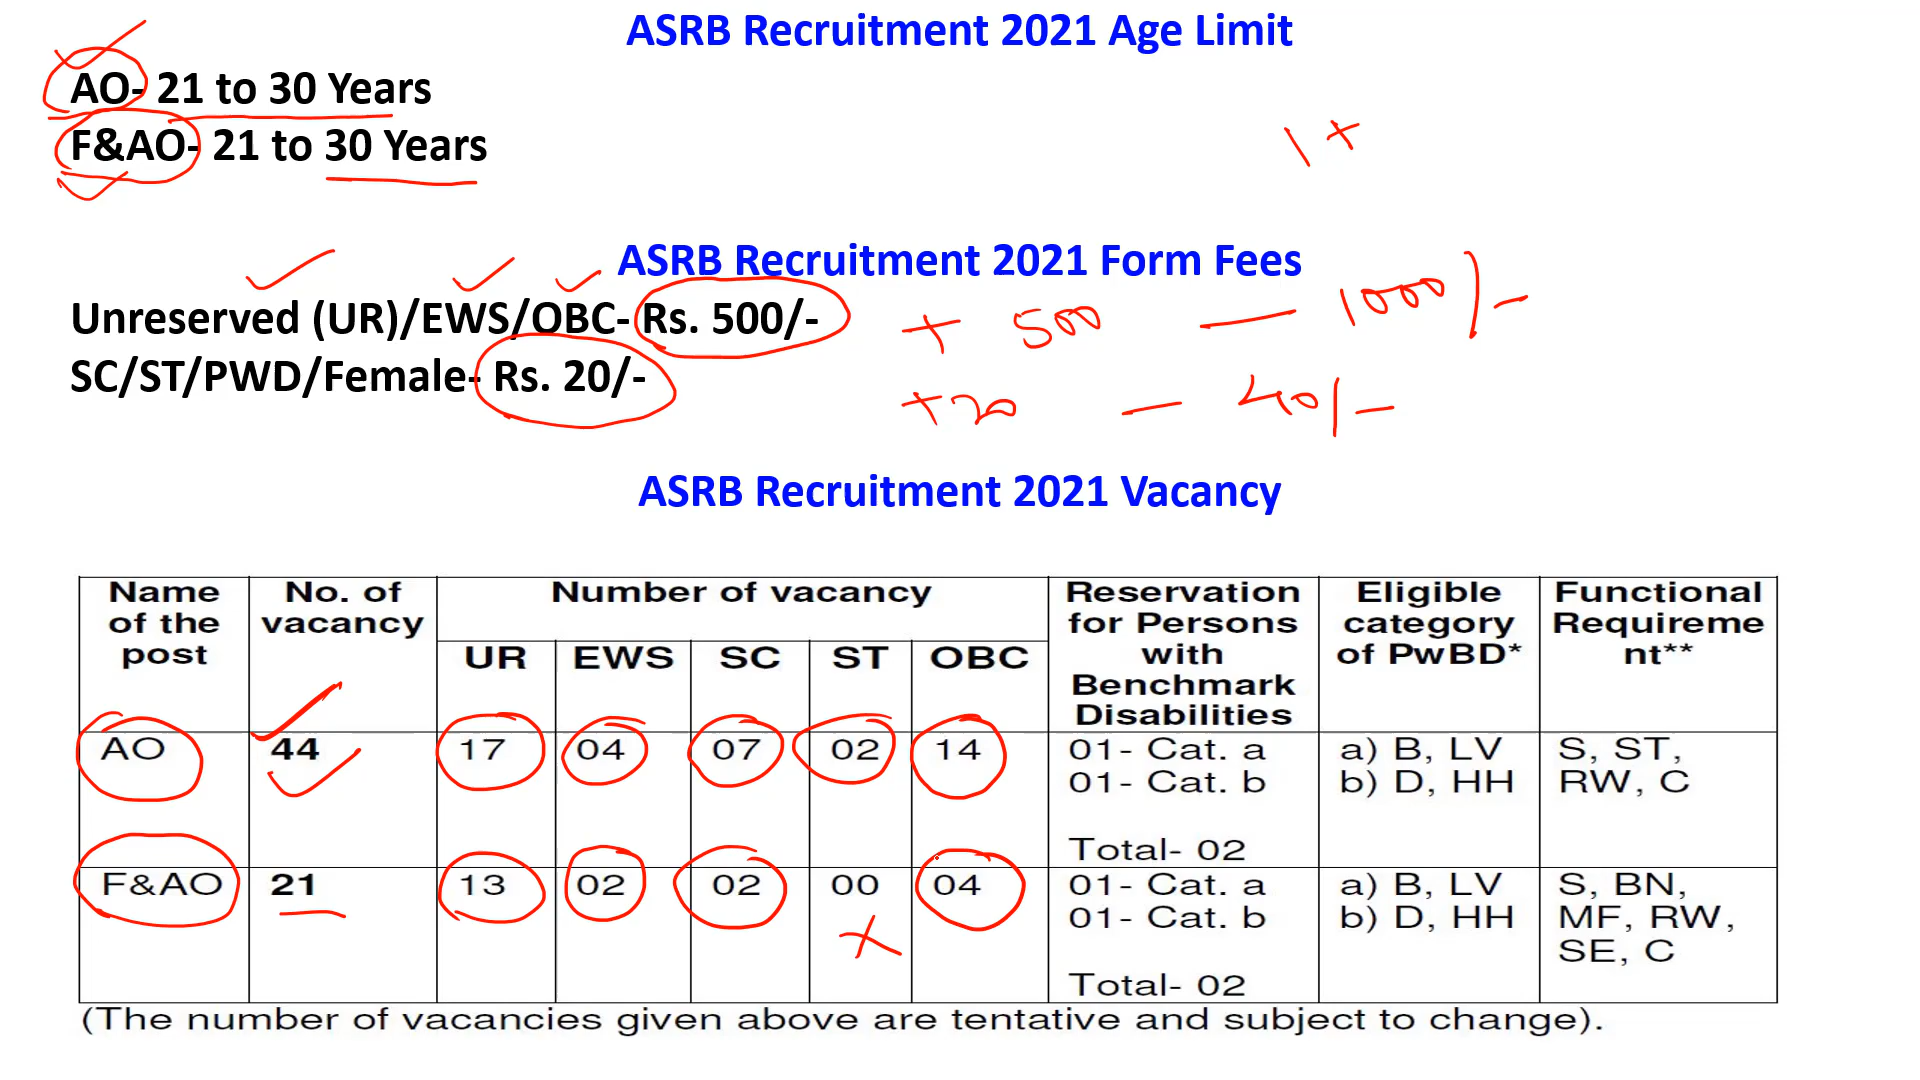 ASRB Recruitment 2021 Age Limit
AO- 21 to 30 Years
F&AO- 21 to 30 Years
1 +
ASRB Recruitment 2021 Form Fees
Unreserved (UR)/EWS/OBC- Rs. 500/- + 500 — 1000/-
SC/ST/PWD/Female- Rs. 20/- +20 — 40/-
ASRB Recruitment 2021 Vacancy
Name of the post No. of vacancy Number of vacancy Reservation for Persons with Benchmark Disabilities Eligible category of PwBD* Functional Requireme nt**
UR EWS SC ST OBC
AO 44 17 04 07 02 14 01- Cat. a a) B, LV S, ST,
01- Cat. b b) D, HH RW, C
Total- 02
F&AO 21 13 02 02 00 04 01- Cat. a a) B, LV S, BN,
01- Cat. b b) D, HH MF, RW,
SE, C
Total- 02
(The number of vacancies given above are tentative and subject to change).